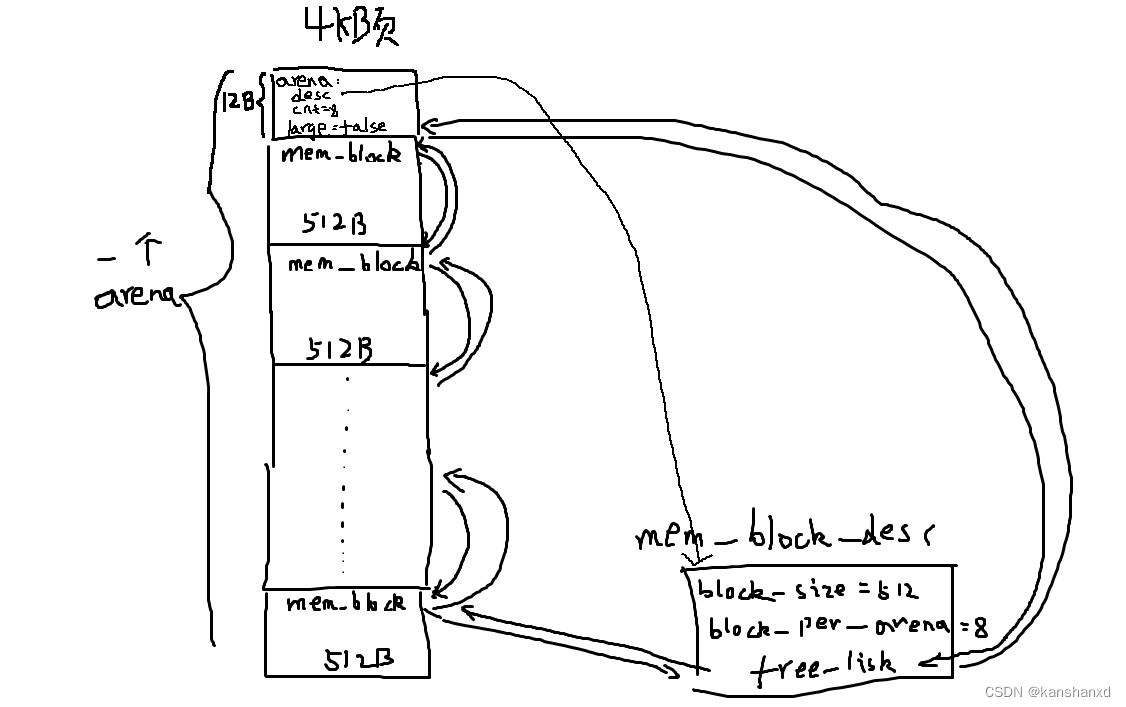 4kB页
arena:
desc
cnt=8
large=false
12B
mem_block
512B
mem_block
512B
一个
arena
mem_block
512B
mem_block_desc
block_size=512
block_per_arena=8
free_lisk
CSDN @kanshanxd